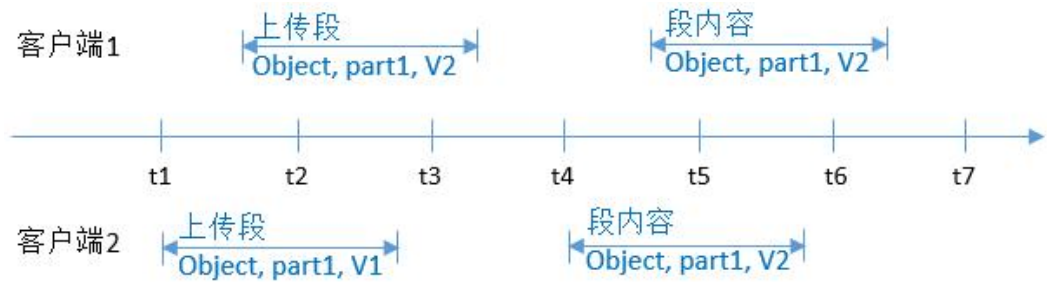 客户端1
上传段
Object, part1, V2
段内容
Object, part1, V2
t1
t2
t3
t4
t5
t6
t7
客户端2
上传段
Object, part1, V1
段内容
Object, part1, V2